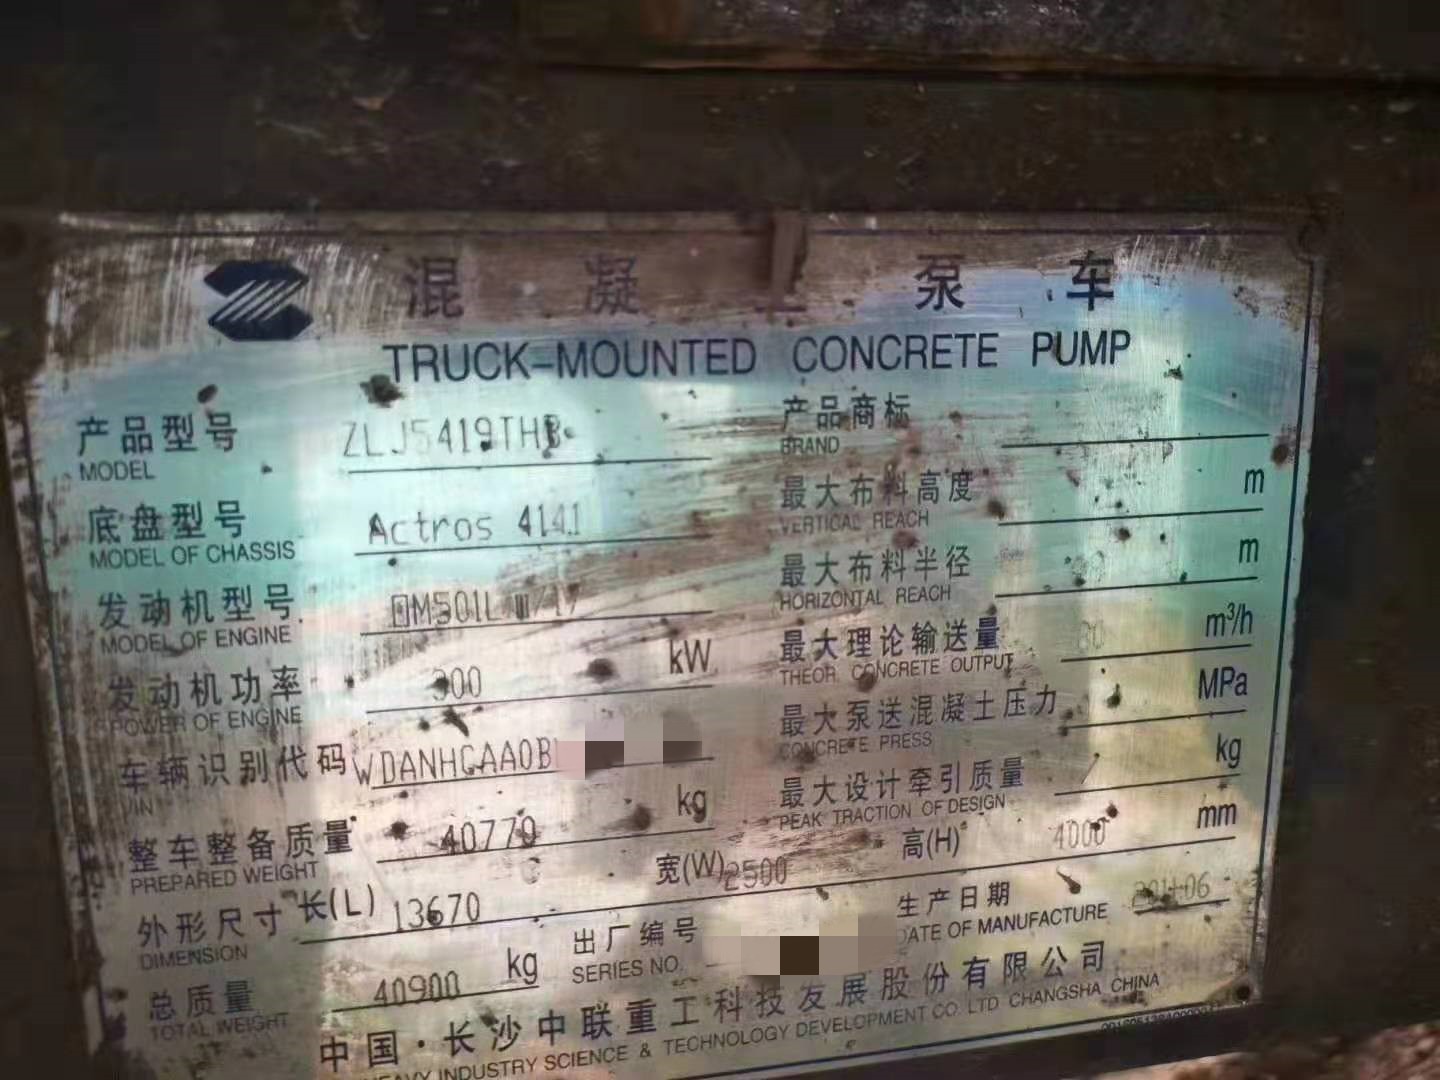 混 凝 土 泵 车
TRUCK-MOUNTED CONCRETE PUMP
产品型号 ZLJ5419THB
MODEL
底盘型号 Actros 4141
MODEL OF CHASSIS
发动机型号 OM501L
MODEL OF ENGINE
发动机功率 300 kW
POWER OF ENGINE
车辆识别代码 WDANHCAA0B
VIN
整车整备质量 40770 kg
PREPARED WEIGHT
外形尺寸 长(L) 13670 宽(W) 2500 高(H) 4000 mm
DIMENSION
总质量 40900 kg
TOTAL WEIGHT
产品商标
BRAND
最大布料高度 m
VERTICAL REACH
最大布料半径 m
HORIZONTAL REACH
最大理论输送量 m³/h
THEOR. CONCRETE OUTPUT
最大泵送混凝土压力 MPa
CONCRETE PRESS
最大设计牵引质量 kg
PEAK TRACTION OF DESIGN
出厂编号
SERIES NO.
生产日期
DATE OF MANUFACTURE
中国·长沙中联重工科技发展股份有限公司
HEAVY INDUSTRY SCIENCE & TECHNOLOGY DEVELOPMENT CO. LTD CHANGSHA CHINA